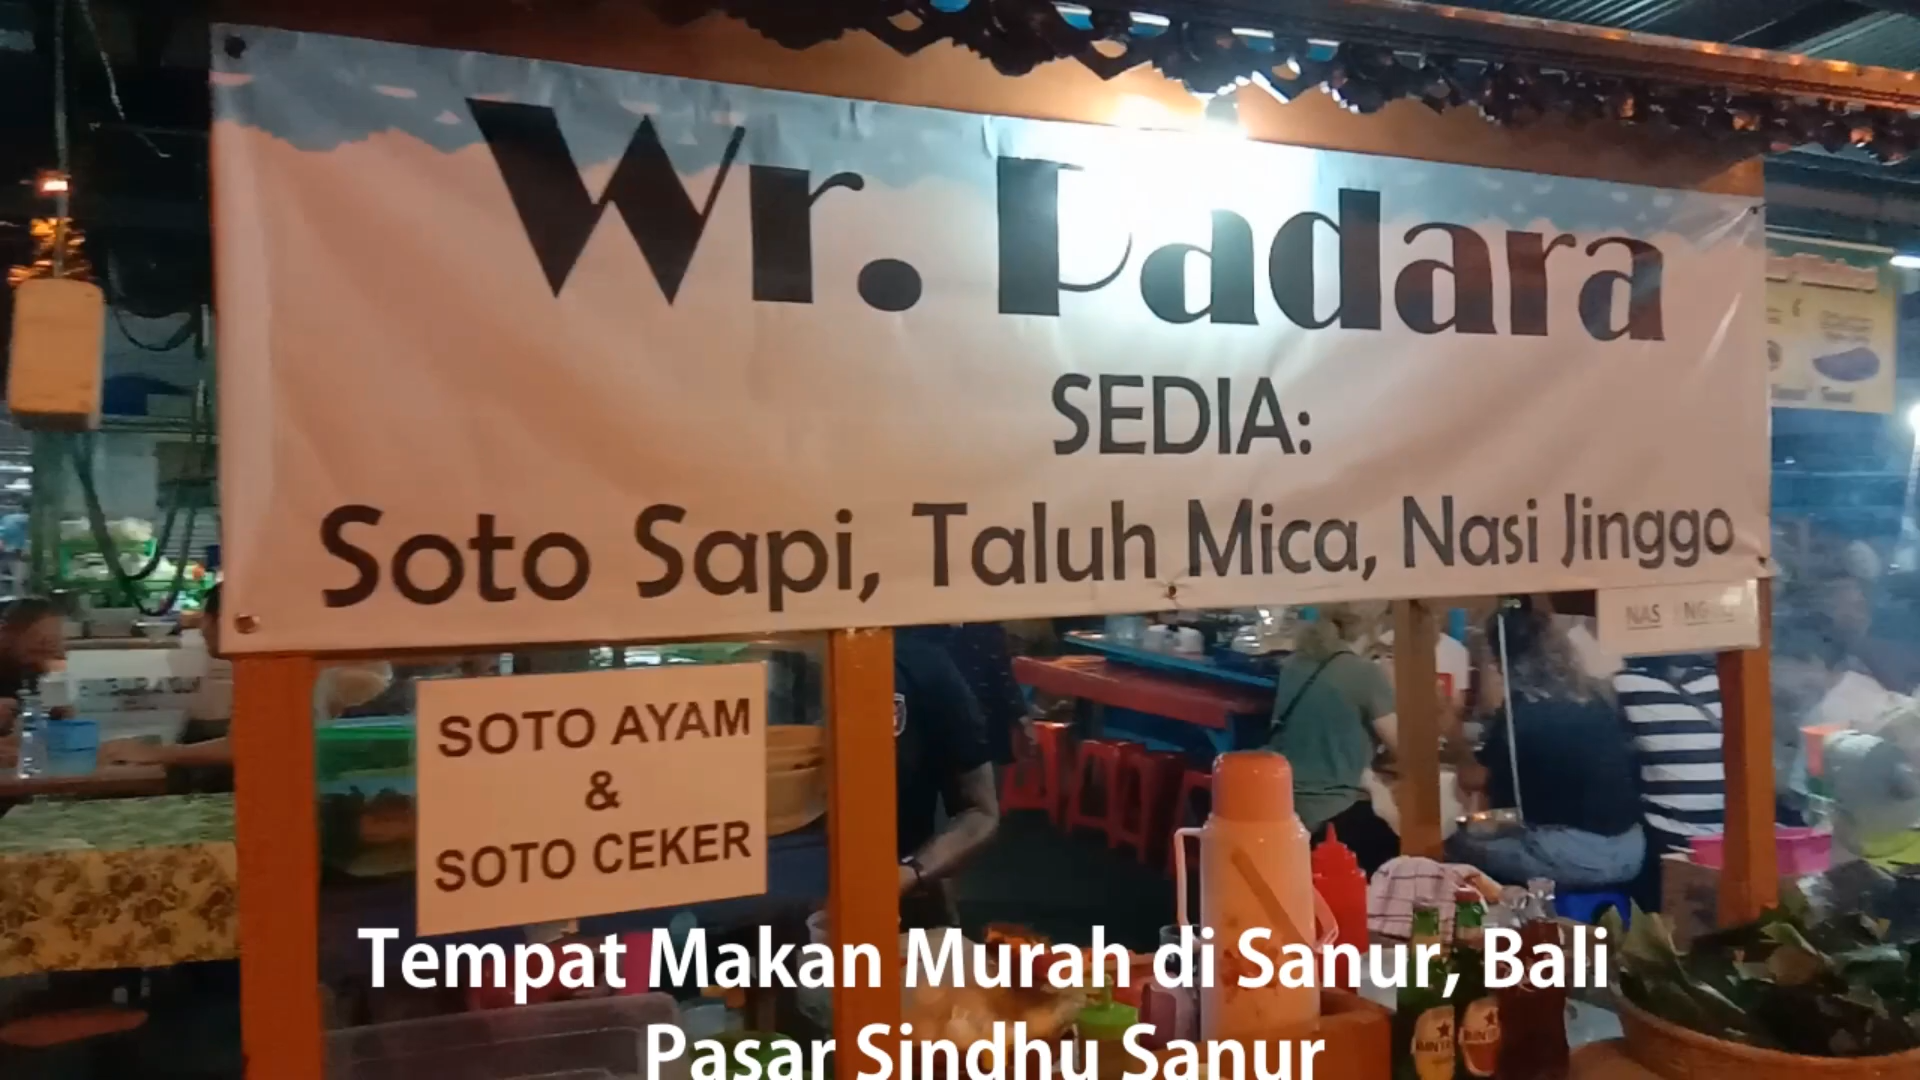 Wr. Padara
SEDIA:
Soto Sapi, Taluh Mica, Nasi Jinggo
NAS
SOTO AYAM
&
SOTO CEKER
Tempat Makan Murah di Sanur, Bali
Pasar Sindhu Sanur